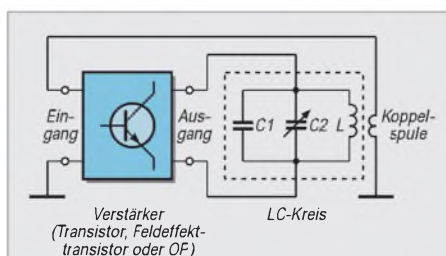 Ein-
gang
Aus-
gang
C1
C2
L
Koppel-
spule
Verstärker
(Transistor, Feldeffekt-
transistor oder OP)
LC-Kreis